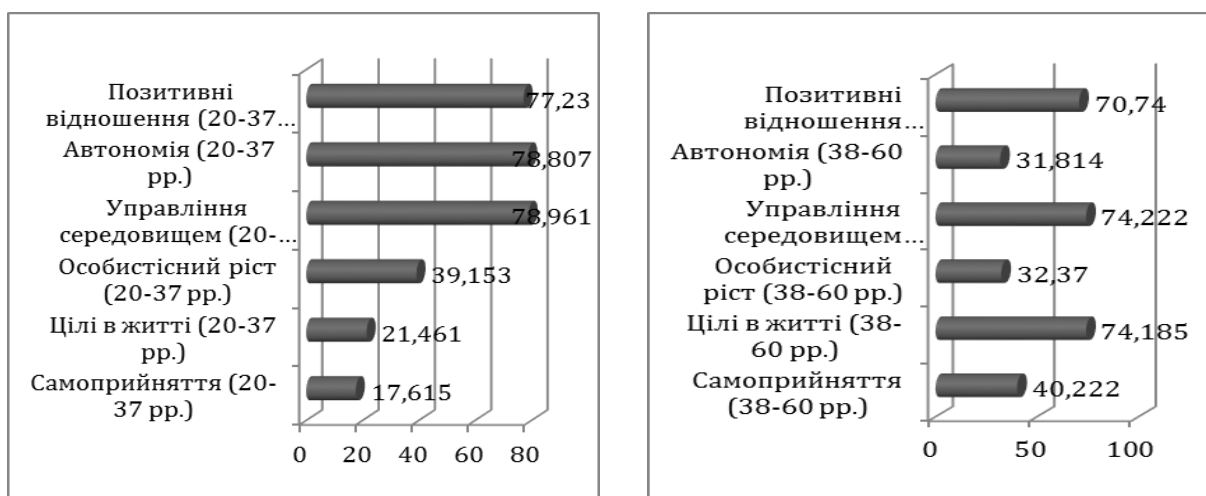 Позитивні
відношення (20-37...
77,23
Автономія (20-37
рр.)
78,807
Управління
середовищем (20-...
78,961
Особистісний ріст
(20-37 рр.)
39,153
Цілі в житті (20-37
рр.)
21,461
Самоприйняття (20-
37 рр.)
17,615
0 20 40 60 80
Позитивні
відношення...
70,74
Автономія (38-60
рр.)
31,814
Управління
середовищем...
74,222
Особистісний
ріст (38-60 рр.)
32,37
Цілі в житті (38-
60 рр.)
74,185
Самоприйняття
(38-60 рр.)
40,222
0 50 100